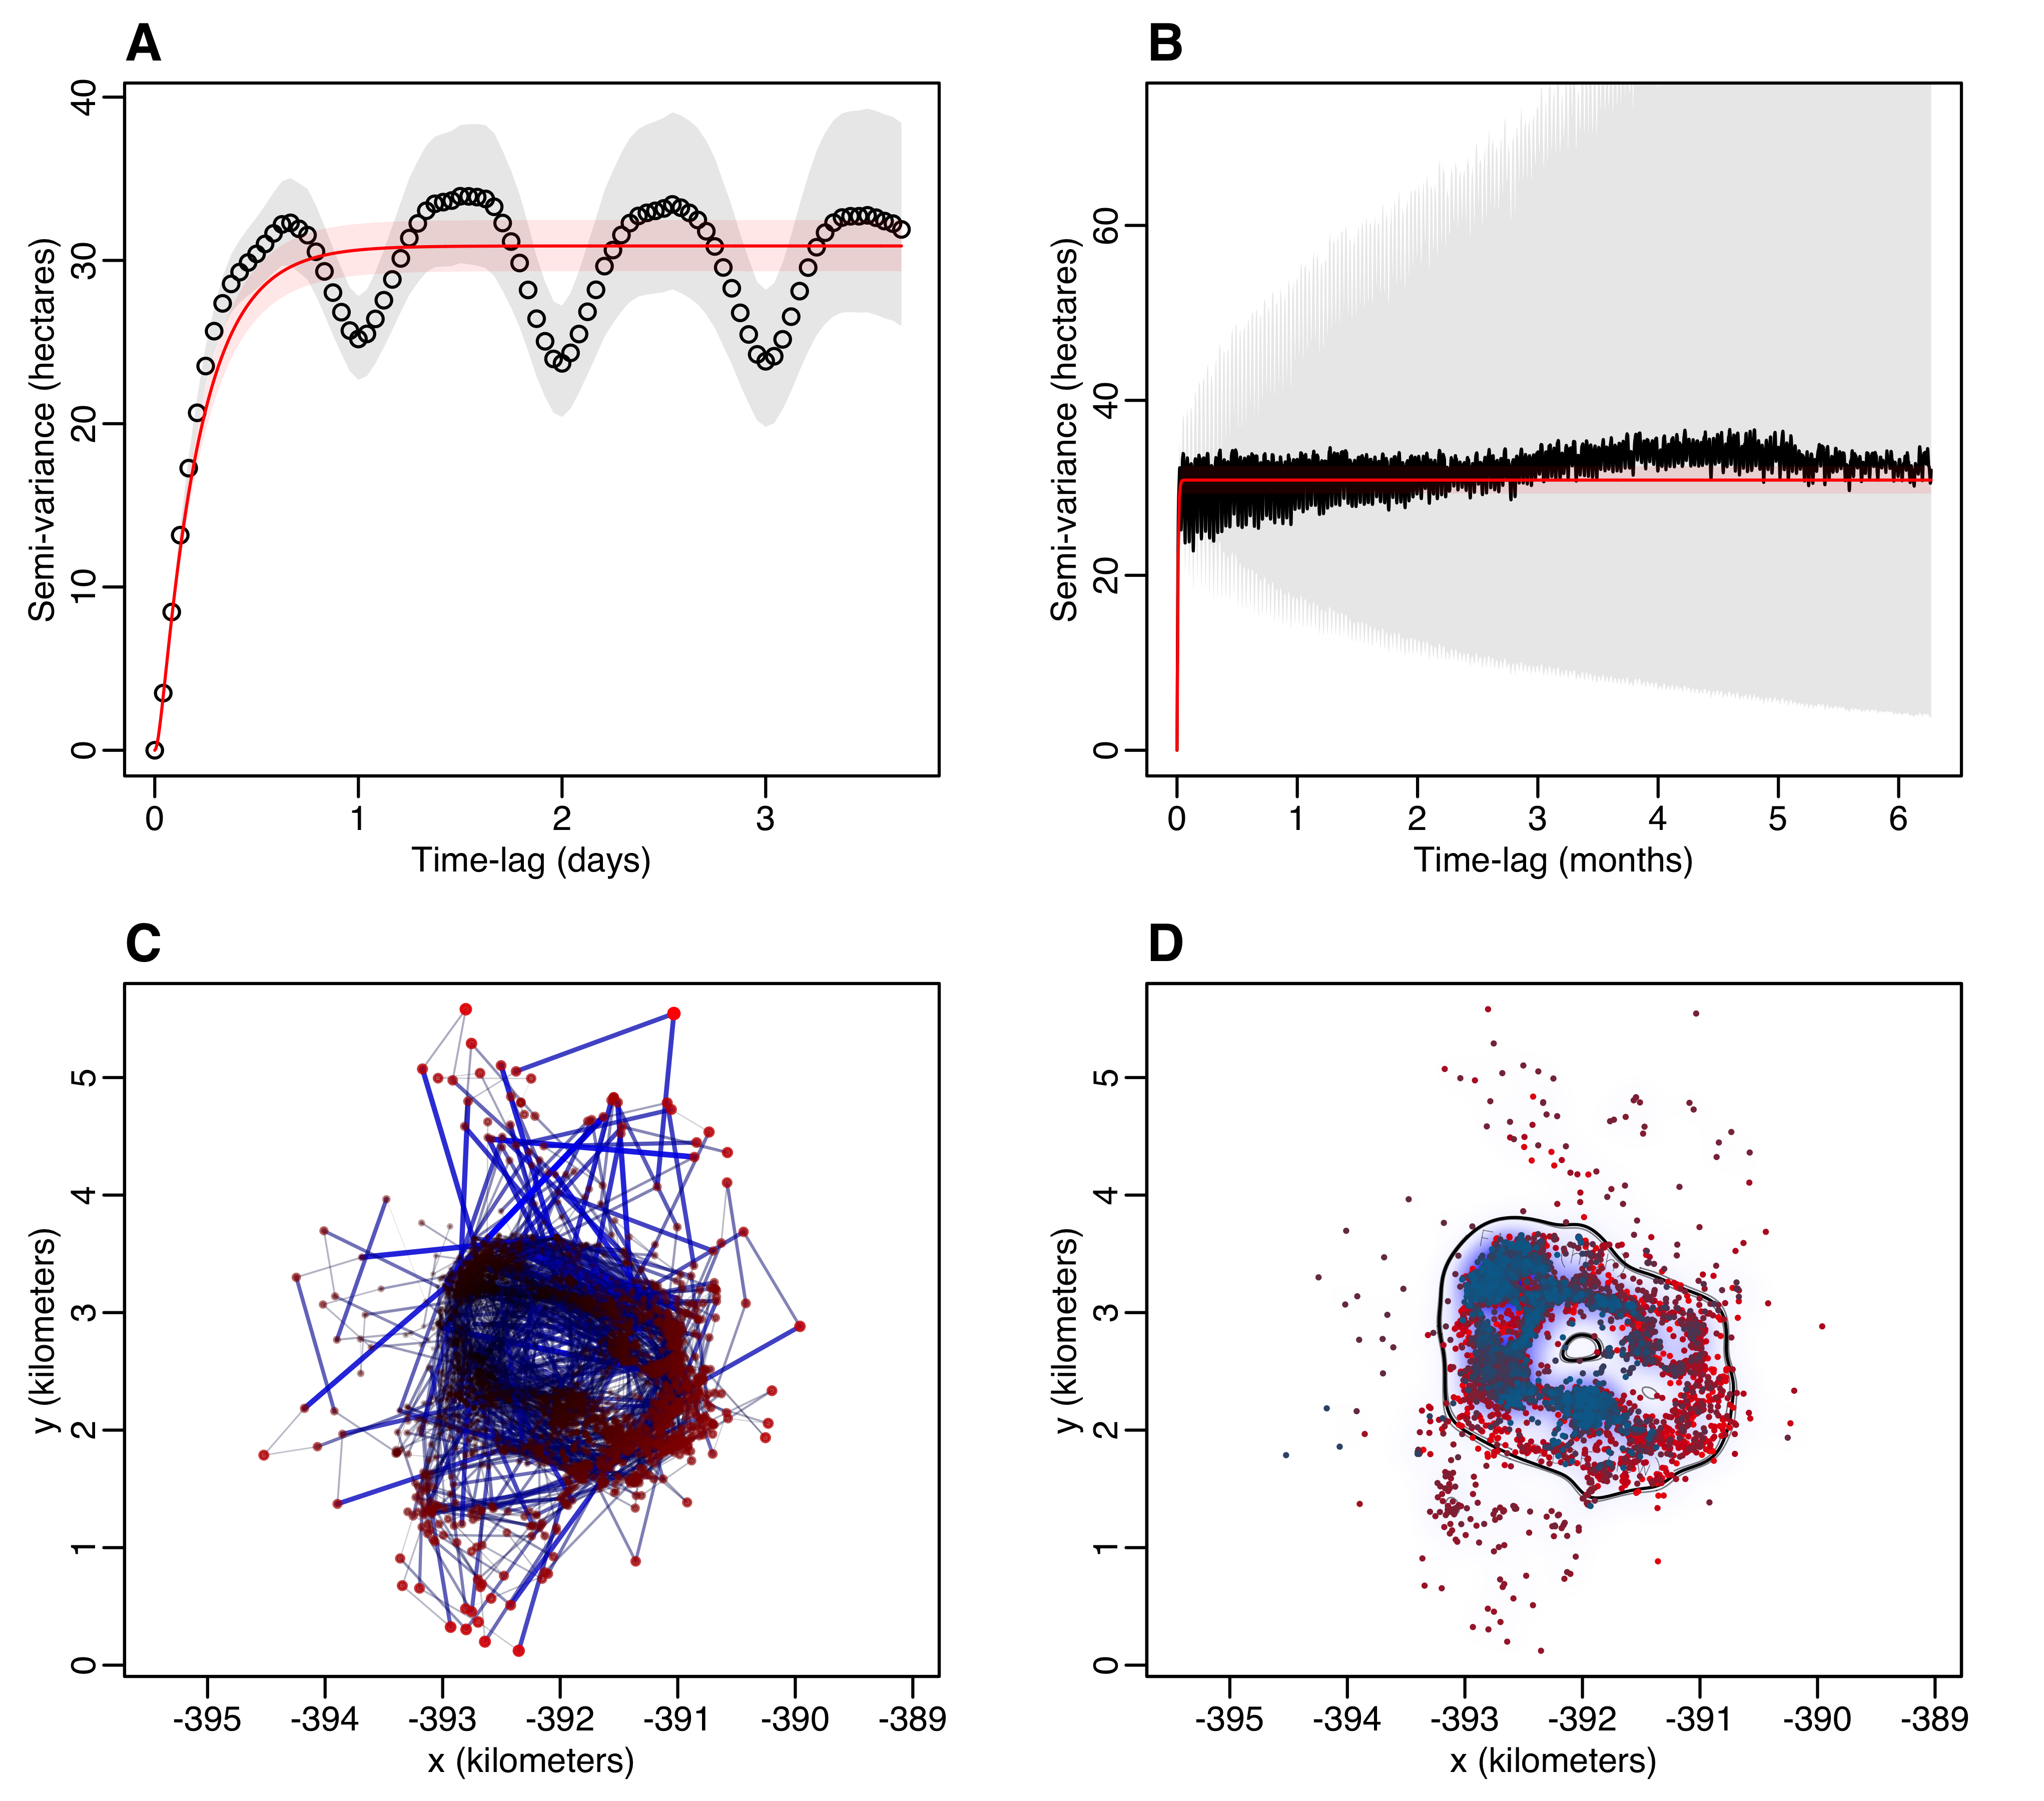 A
Semi-variance (hectares)
40
30
20
10
0
0 1 2 3
Time-lag (days)
B
Semi-variance (hectares)
60
40
20
0
0 1 2 3 4 5 6
Time-lag (months)
C
y (kilometers)
5
4
3
2
1
0
-395 -394 -393 -392 -391 -390 -389
x (kilometers)
D
y (kilometers)
5
4
3
2
1
0
-395 -394 -393 -392 -391 -390 -389
x (kilometers)